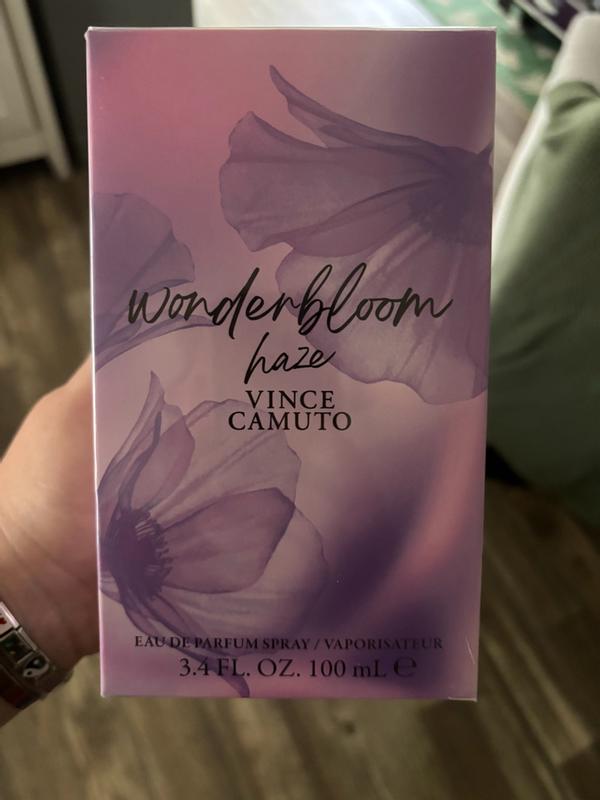 wonderbloom
haze
VINCE
CAMUTO
EAU DE PARFUM SPRAY / VAPORISATEUR
3.4 FL. OZ. 100 mL ℮